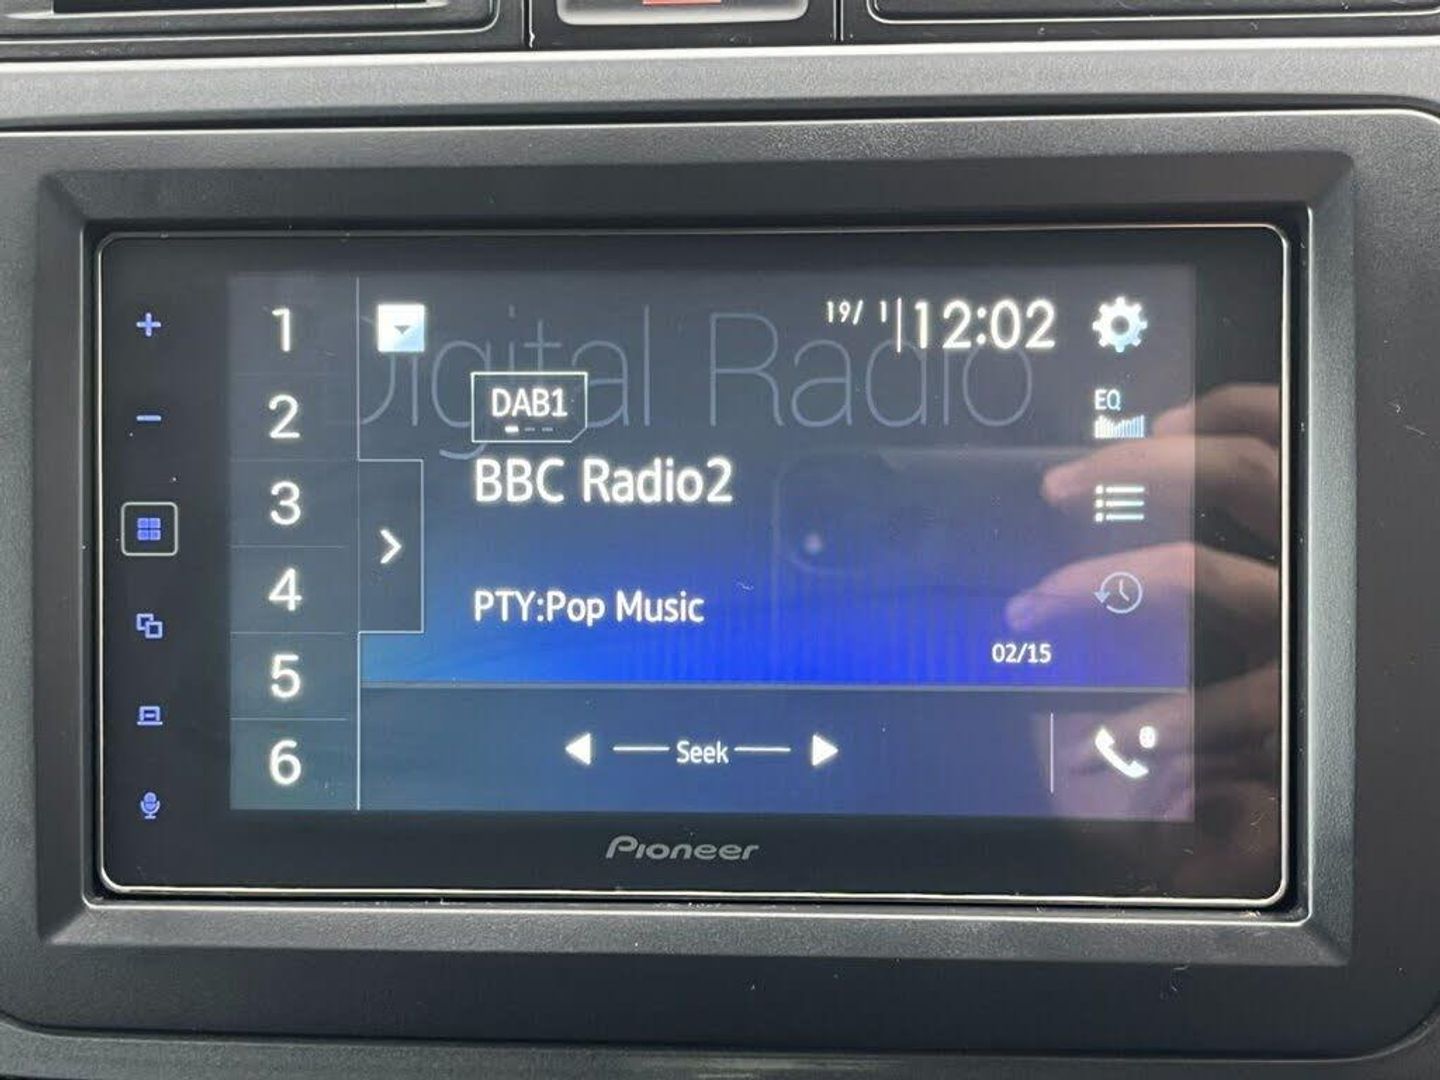 1
2
3
4
5
6
Digital Radio
19/ 1
12:02
DAB1
EQ
BBC Radio2
PTY:Pop Music
02/15
Seek
Pioneer